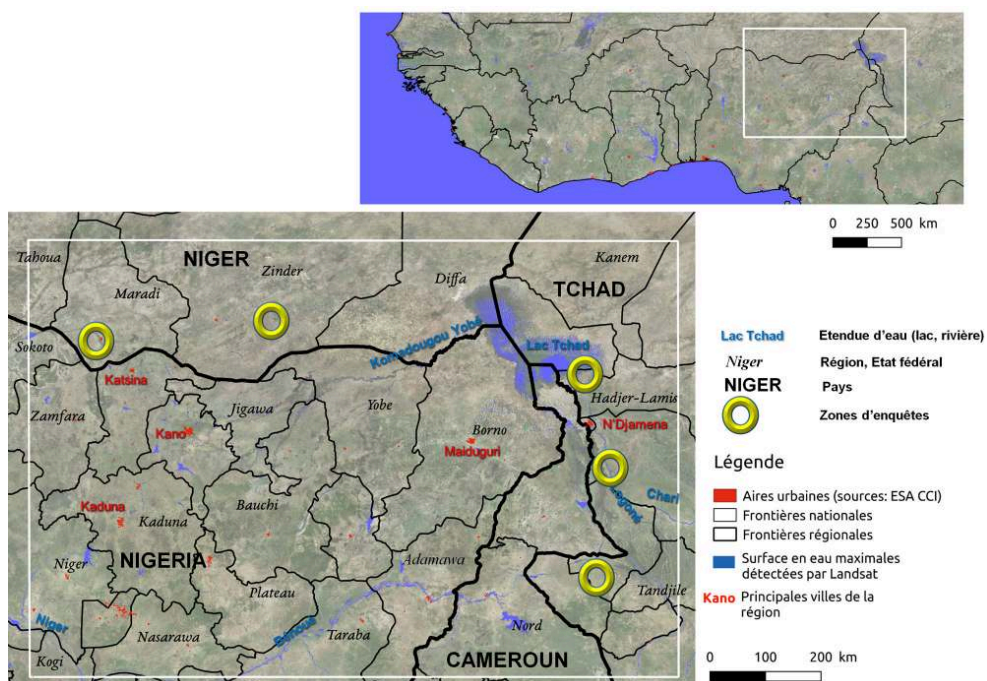 0 250 500 km
Tahoua
NIGER
Zinder
Maradi
Diffa
Kanem
TCHAD
Sokoto
Komadougou Yobé
Lac Tchad
Katsina
Hadjer-Lamis
Zamfara
Jigawa
Yobe
Kano
Borno
N'Djamena
Maiduguri
Logone
Chari
Kaduna
Kaduna
Bauchi
Niger
NIGERIA
Adamawa
Tandjile
Plateau
Niger
Nasarawa
Bénoué
Taraba
Nord
Kogi
CAMEROUN
Lac Tchad Etendue d'eau (lac, rivière)
Niger Région, Etat fédéral
NIGER Pays
Zones d'enquêtes
Légende
Aires urbaines (sources: ESA CCI)
Frontières nationales
Frontières régionales
Surface en eau maximales
détectées par Landsat
Kano Principales villes de la
région
0 100 200 km